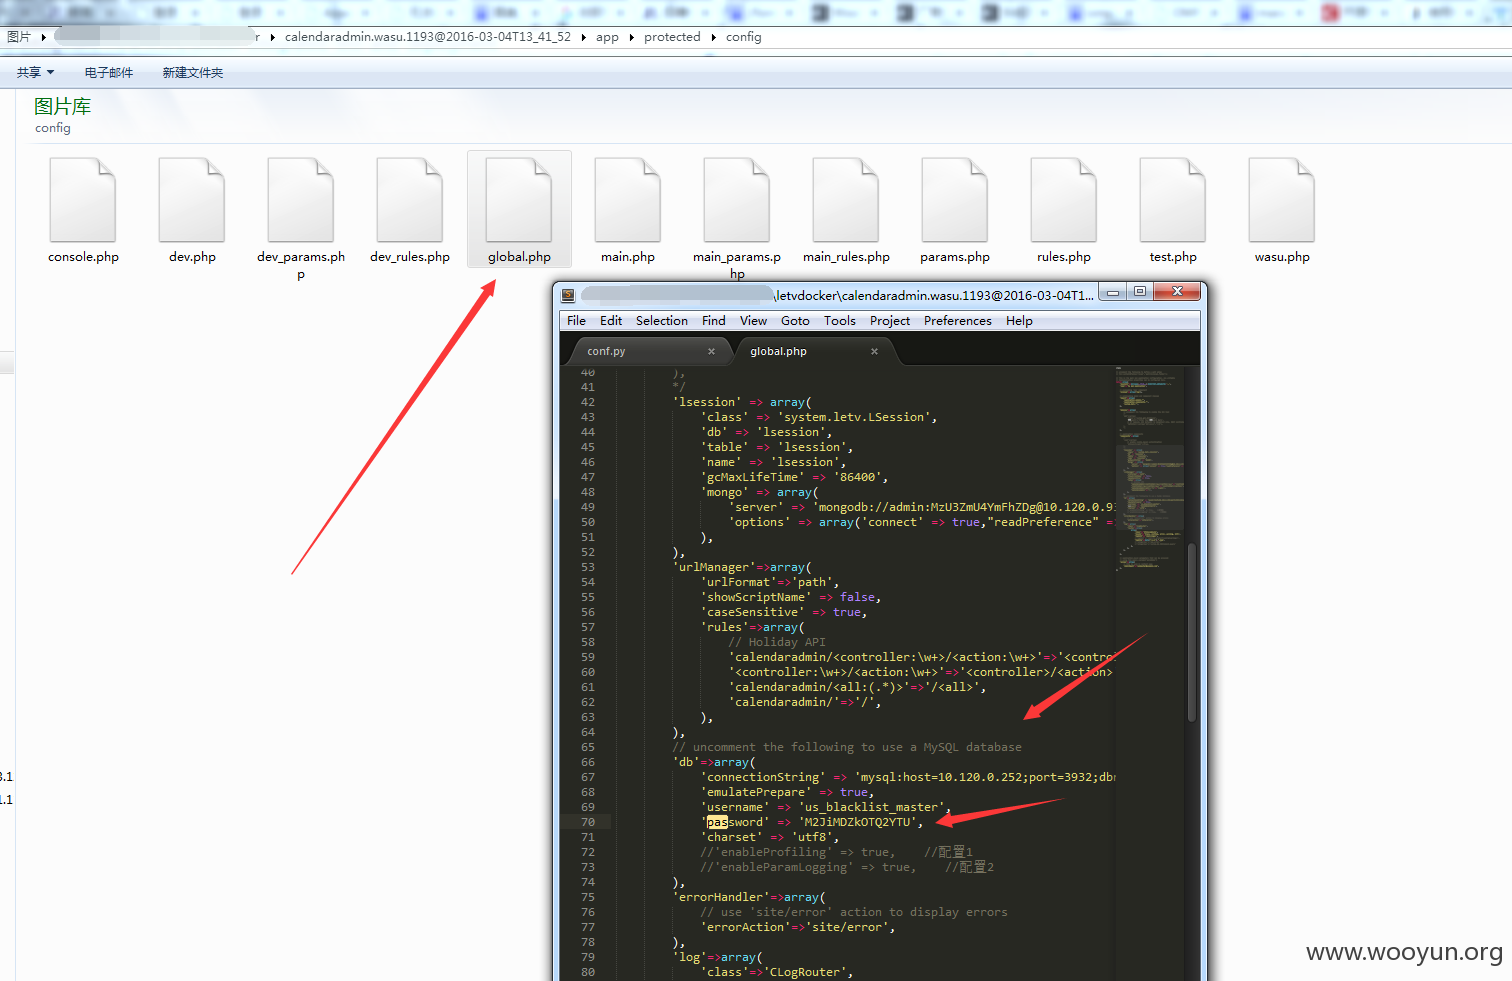 图片 r calendaradmin.wasu.1193@2016-03-04T13_41_52 app protected config
共享 电子邮件 新建文件夹
图片库
config
console.php dev.php dev_params.ph dev_rules.php global.php main.php main_params.p main_rules.php params.php rules.php test.php wasu.php
p hp
\letvdocker\calendaradmin.wasu.1193@2016-03-04T1...
File Edit Selection Find View Goto Tools Project Preferences Help
conf.py × global.php ×
40 ),
41 */
42 'lsession' => array(
43 'class' => 'system.letv.LSession',
44 'db' => 'lsession',
45 'table' => 'lsession',
46 'name' => 'lsession',
47 'gcMaxLifeTime' => '86400',
48 'mongo' => array(
49 'server' => 'mongodb://admin:MzU3ZmU4YmFhZDg@10.120.0.93
50 'options' => array('connect' => true,"readPreference" =
51 ),
52 ),
53 'urlManager'=>array(
54 'urlFormat'=>'path',
55 'showScriptName' => false,
56 'caseSensitive' => true,
57 'rules'=>array(
58 // Holiday API
59 'calendaradmin/<controller:\w+>/<action:\w+>'=>'<contro
60 '<controller:\w+>/<action:\w+>'=>'<controller>/<action>
61 'calendaradmin/<all:(.*)>'=>'/<all>',
62 'calendaradmin/'=>'/',
63 ),
64 ),
65 // uncomment the following to use a MySQL database
66 'db'=>array(
67 'connectionString' => 'mysql:host=10.120.0.252;port=3932;dbn
68 'emulatePrepare' => true,
69 'username' => 'us_blacklist_master',
70 'password' => 'M2JiMDZkOTQ2YTU',
71 'charset' => 'utf8',
72 //'enableProfiling' => true, //配置1
73 //'enableParamLogging' => true, //配置2
74 ),
75 'errorHandler'=>array(
76 // use 'site/error' action to display errors
77 'errorAction'=>'site/error',
78 ),
79 'log'=>array(
80 'class'=>'CLogRouter',
3.1
.1
www.wooyun.org